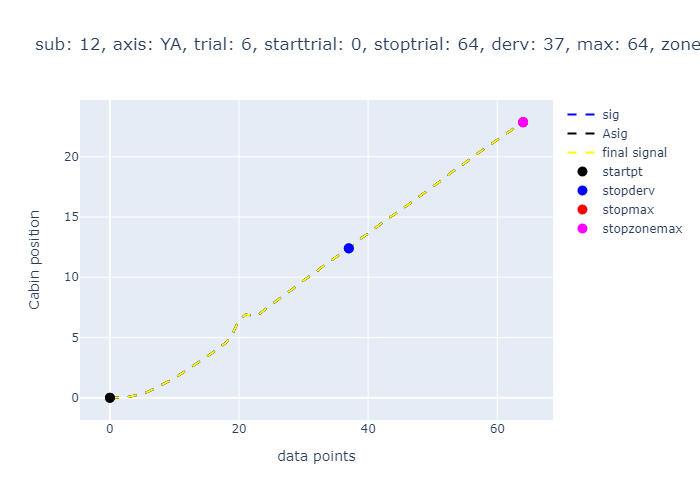 sub: 12, axis: YA, trial: 6, starttrial: 0, stoptrial: 64, derv: 37, max: 64, zone
sig
Asig
final signal
startpt
stopderv
stopmax
stopzonemax
Cabin position
20
15
10
5
0
0
20
40
60
data points